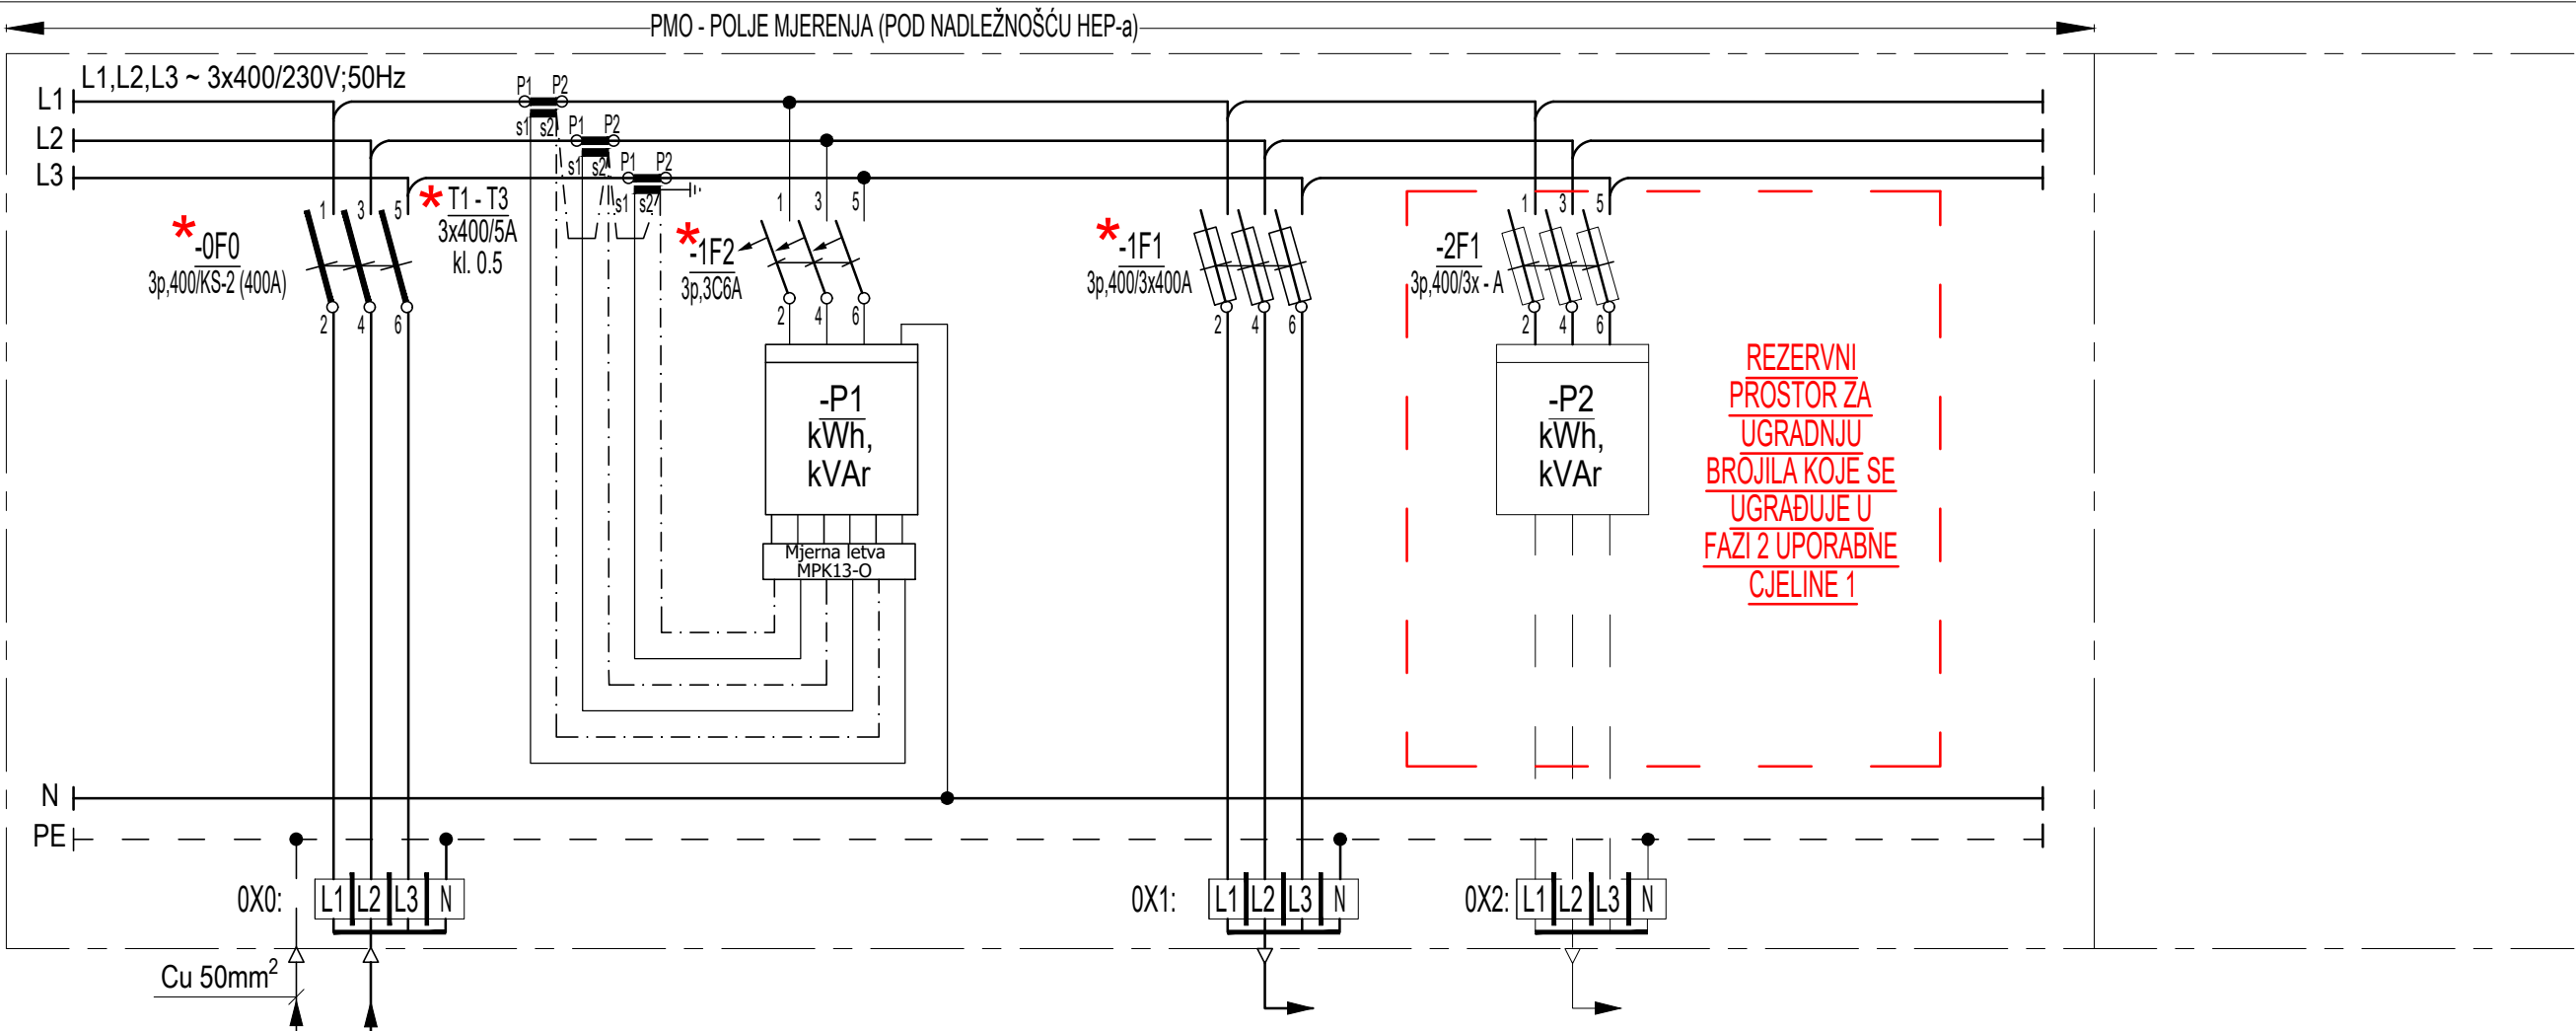 PMO - POLJE MJERENJA (POD NADLEŽNOŠĆU HEP-a)
L1,L2,L3 ~ 3x400/230V;50Hz
L1
L2
L3
P1 P2
s1 s2
P1 P2
s1 s2
P1 P2
s1 s2
*
-0F0
3p,400/KS-2 (400A)
1 3 5
2 4 6
*
T1 - T3
3x400/5A
kl. 0.5
*
-1F2
3p,3C6A
1 3 5
2 4 6
-P1
kWh,
kVAr
Mjerna letva
MPK13-O
*
-1F1
3p,400/3x400A
2 4 6
-2F1
3p,400/3x - A
1 3 5
2 4 6
-P2
kWh,
kVAr
REZERVNI
PROSTOR ZA
UGRADNJU
BROJILA KOJE SE
UGRAĐUJE U
FAZI 2 UPORABNE
CJELINE 1
N
PE
0X0: L1 L2 L3 N
0X1: L1 L2 L3 N
0X2: L1 L2 L3 N
Cu 50mm²